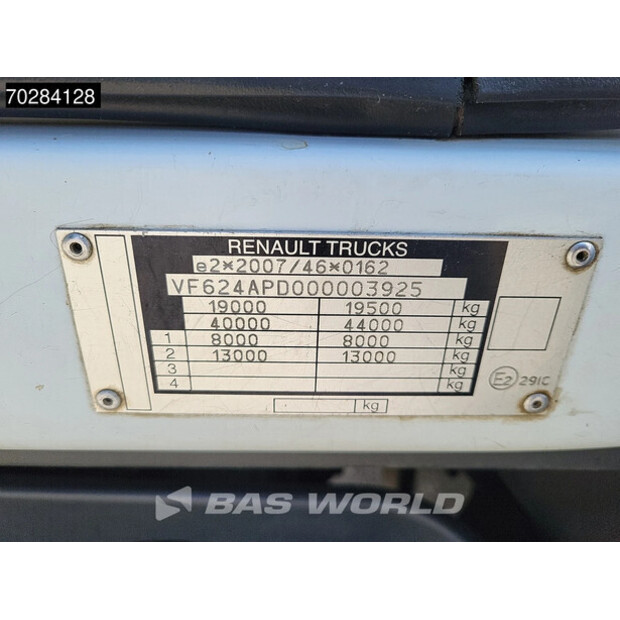 70284128
RENAULT TRUCKS
e2*2007/46*0162
VF624APD000003925
19000 19500 kg
40000 44000 kg
1 8000 8000 kg
2 13000 13000 kg
3 kg
4 kg
kg
E2 291C
BAS WORLD